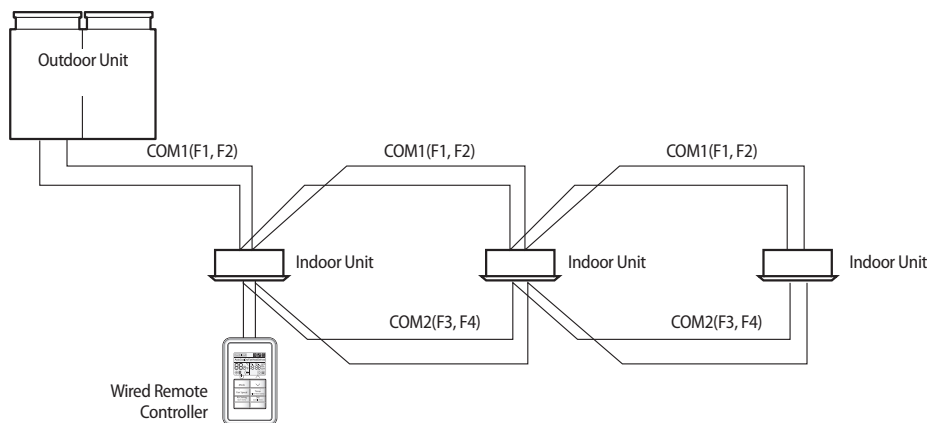 Outdoor Unit
COM1(F1, F2)
COM1(F1, F2)
COM1(F1, F2)
Indoor Unit
Indoor Unit
Indoor Unit
COM2(F3, F4)
COM2(F3, F4)
Wired Remote
Controller